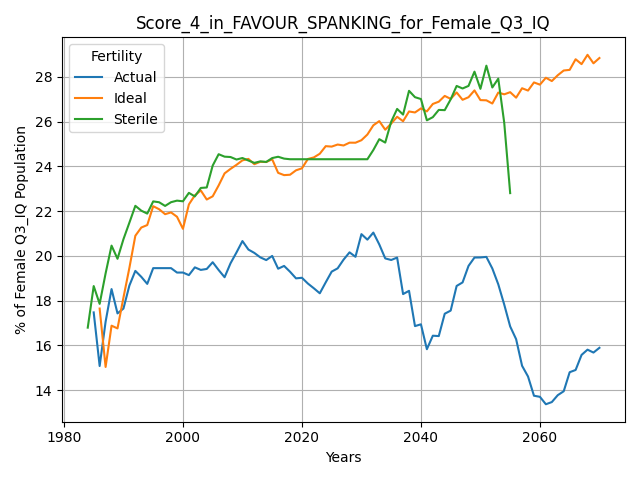 Score_4_in_FAVOUR_SPANKING_for_Female_Q3_IQ
Fertility
Actual
Ideal
Sterile
% of Female Q3_IQ Population
28
26
24
22
20
18
16
14
1980
2000
2020
2040
2060
Years